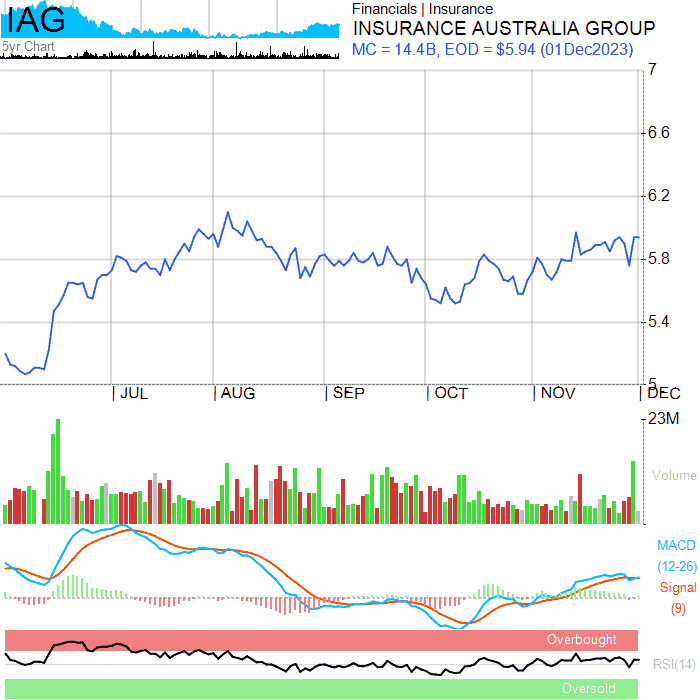 IAG
5yr Chart
Financials | Insurance
INSURANCE AUSTRALIA GROUP
MC = 14.4B, EOD = $5.94 (01Dec2023)
7
6.6
6.2
5.8
5.4
5
JUL AUG SEP OCT NOV DEC
23M
Volume
MACD
(12-26)
Signal
(9)
Overbought
RSI(14)
Oversold